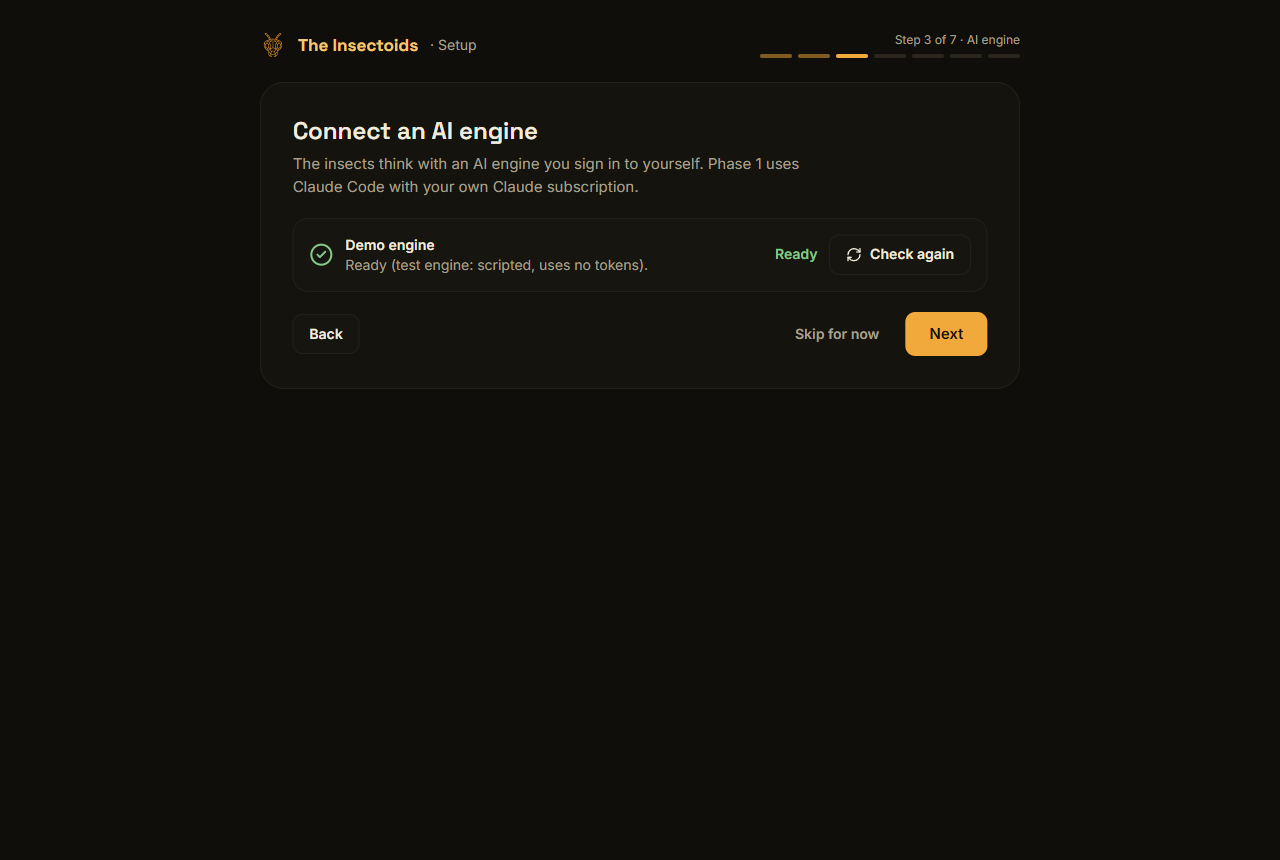 The Insectoids · Setup
Step 3 of 7 · AI engine
Connect an AI engine
The insects think with an AI engine you sign in to yourself. Phase 1 uses
Claude Code with your own Claude subscription.
Demo engine
Ready (test engine: scripted, uses no tokens).
Ready
Check again
Back
Skip for now
Next